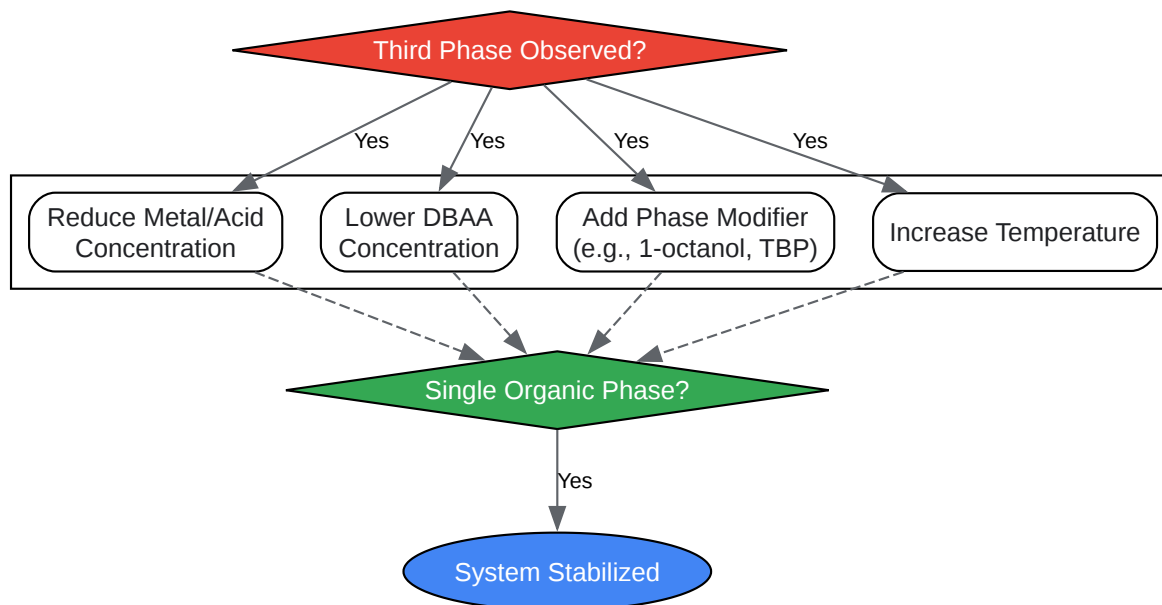 Third Phase Observed?
Yes
Yes
Yes
Yes
Reduce Metal/Acid
Concentration
Lower DBAA
Concentration
Add Phase Modifier
(e.g., 1-octanol, TBP)
Increase Temperature
Single Organic Phase?
Yes
System Stabilized